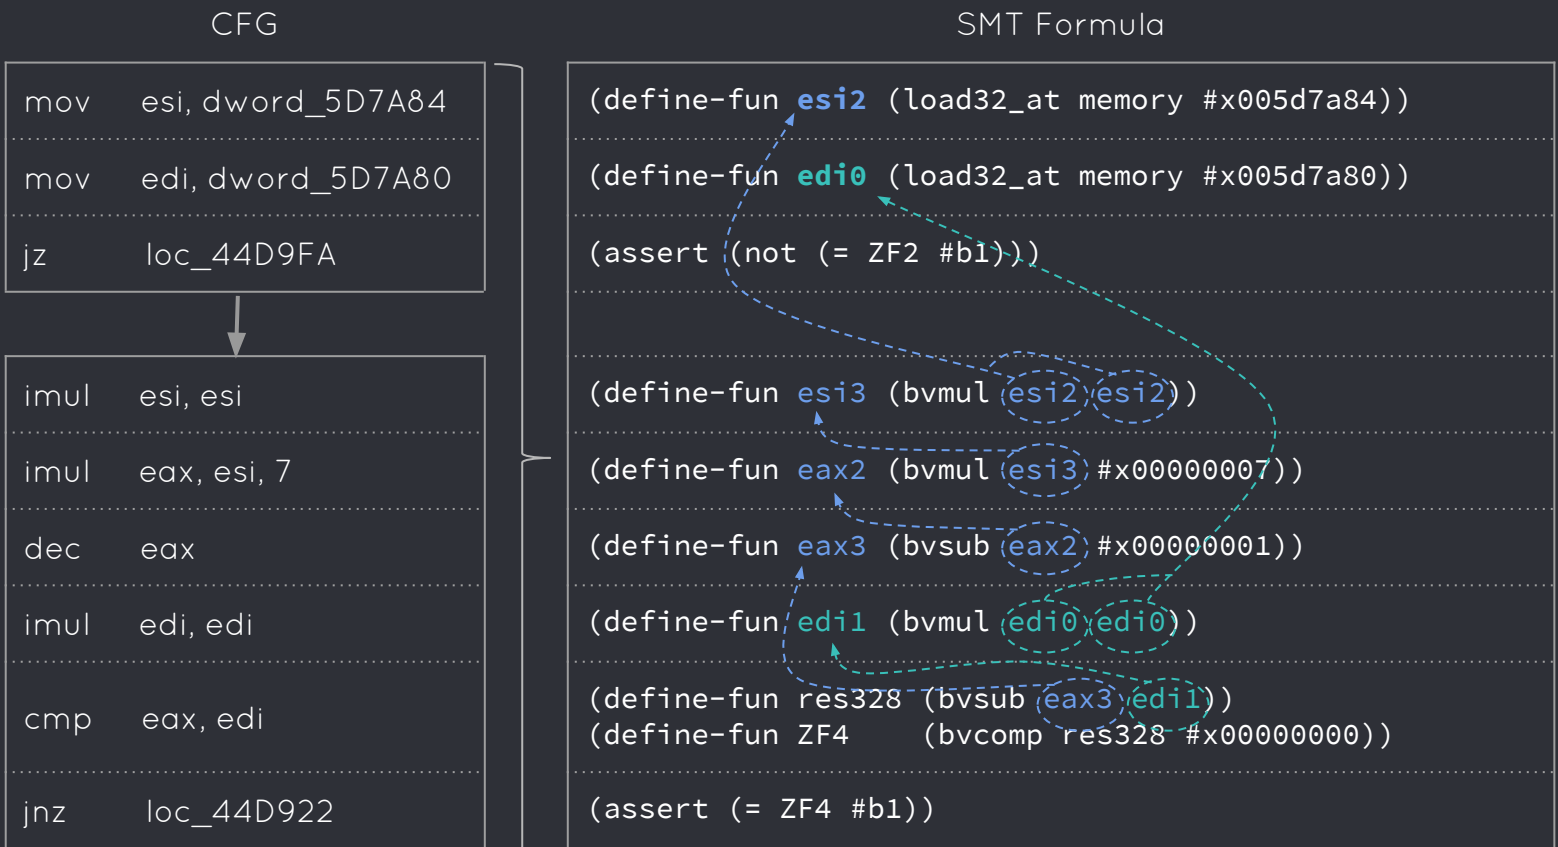 CFG
SMT Formula
mov esi, dword_5D7A84
(define-fun esi2 (load32_at memory #x005d7a84))
mov edi, dword_5D7A80
(define-fun edi0 (load32_at memory #x005d7a80))
jz loc_44D9FA
(assert (not (= ZF2 #b1)))
imul esi, esi
(define-fun esi3 (bvmul esi2 esi2))
imul eax, esi, 7
(define-fun eax2 (bvmul esi3 #x00000007))
dec eax
(define-fun eax3 (bvsub eax2 #x00000001))
imul edi, edi
(define-fun edi1 (bvmul edi0 edi0))
cmp eax, edi
(define-fun res328 (bvsub eax3 edi1))
(define-fun ZF4 (bvcomp res328 #x00000000))
jnz loc_44D922
(assert (= ZF4 #b1))